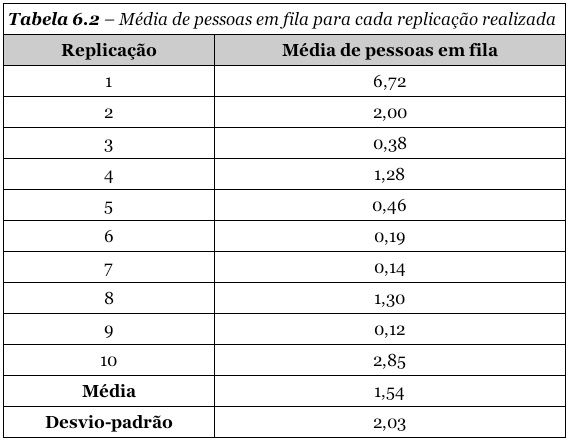 Tabela 6.2 – Média de pessoas em fila para cada replicação realizada
Replicação Média de pessoas em fila
1 6,72
2 2,00
3 0,38
4 1,28
5 0,46
6 0,19
7 0,14
8 1,30
9 0,12
10 2,85
Média 1,54
Desvio-padrão 2,03